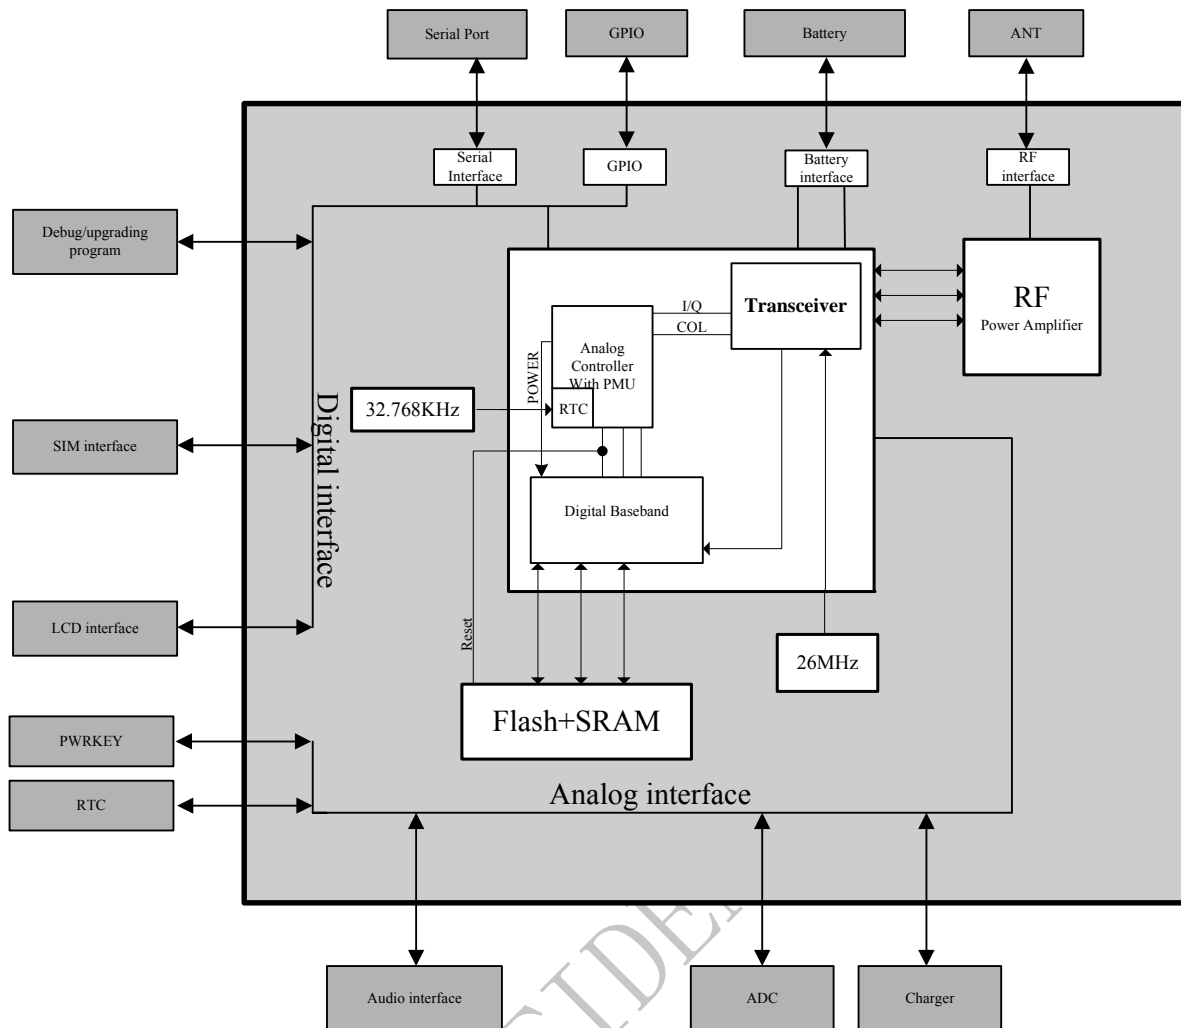 Serial Port
GPIO
Battery
ANT
Serial
Interface
GPIO
Battery
interface
RF
interface
Debug/upgrading
program
Transceiver
RF
Power Amplifier
I/Q
COL
Analog
Controller
With PMU
POWER
RTC
32.768KHz
Digital interface
SIM interface
Digital Baseband
LCD interface
Reset
26MHz
Flash+SRAM
PWRKEY
RTC
Analog interface
Audio interface
ADC
Charger